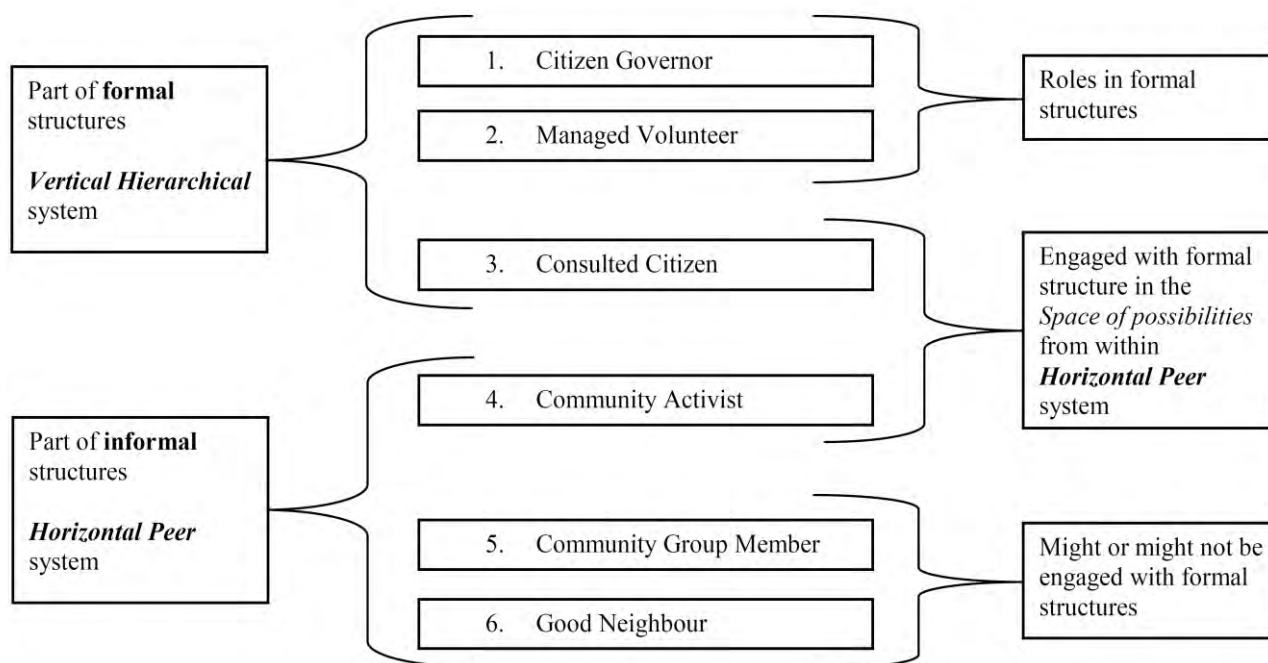 Part of formal
structures
Vertical Hierarchical
system
Part of informal
structures
Horizontal Peer
system
1. Citizen Governor
2. Managed Volunteer
3. Consulted Citizen
4. Community Activist
5. Community Group Member
6. Good Neighbour
Roles in formal
structures
Engaged with formal
structure in the
Space of possibilities
from within
Horizontal Peer
system
Might or might not be
engaged with formal
structures